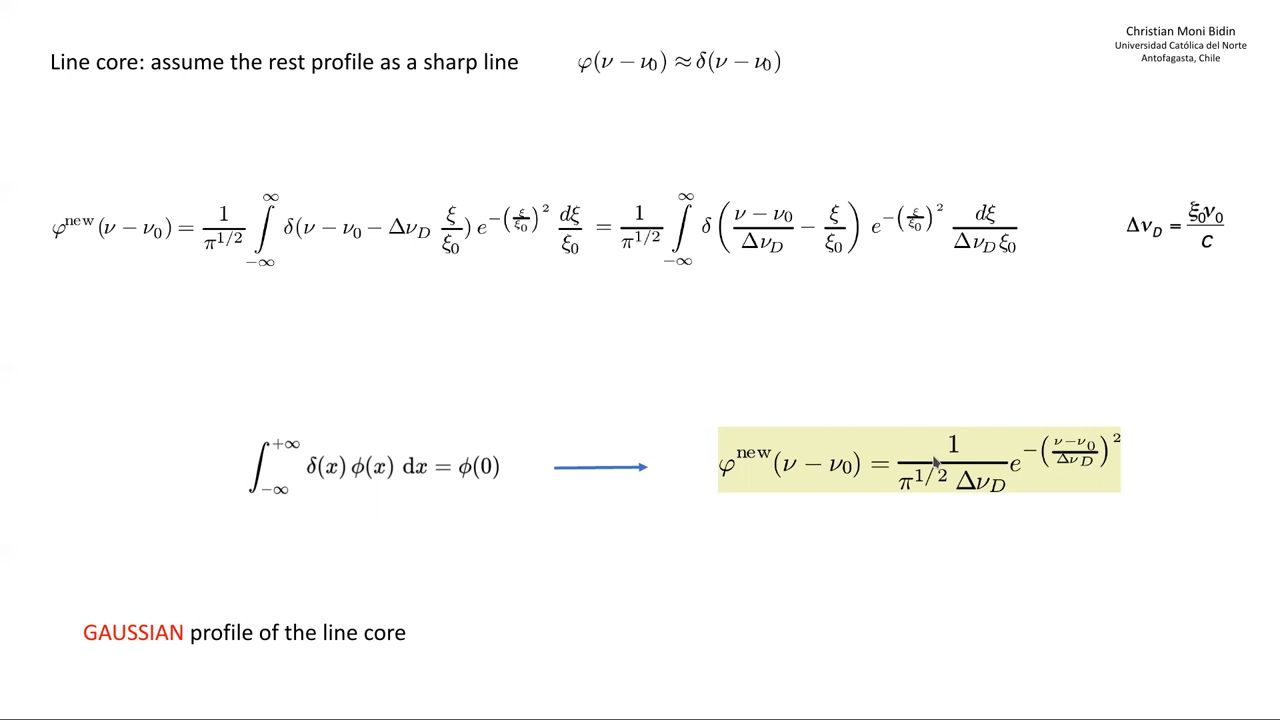 Christian Moni Bidin
Universidad Católica del Norte
Antofagasta, Chile
Line core: assume the rest profile as a sharp line φ(ν − ν₀) ≈ δ(ν − ν₀)
φ^new(ν − ν₀) = 1/π^{1/2} ∫_{−∞}^{∞} δ(ν − ν₀ − Δν_D ξ/ξ₀) e^{−(ξ/ξ₀)²} dξ/ξ₀ = 1/π^{1/2} ∫_{−∞}^{∞} δ((ν − ν₀)/Δν_D − ξ/ξ₀) e^{−(ξ/ξ₀)²} dξ/(Δν_D ξ₀) Δν_D = ξ₀ν₀/c
∫_{−∞}^{+∞} δ(x) ϕ(x) dx = ϕ(0) φ^new(ν − ν₀) = 1/(π^{1/2} Δν_D) e^{−((ν−ν₀)/Δν_D)²}
GAUSSIAN profile of the line core